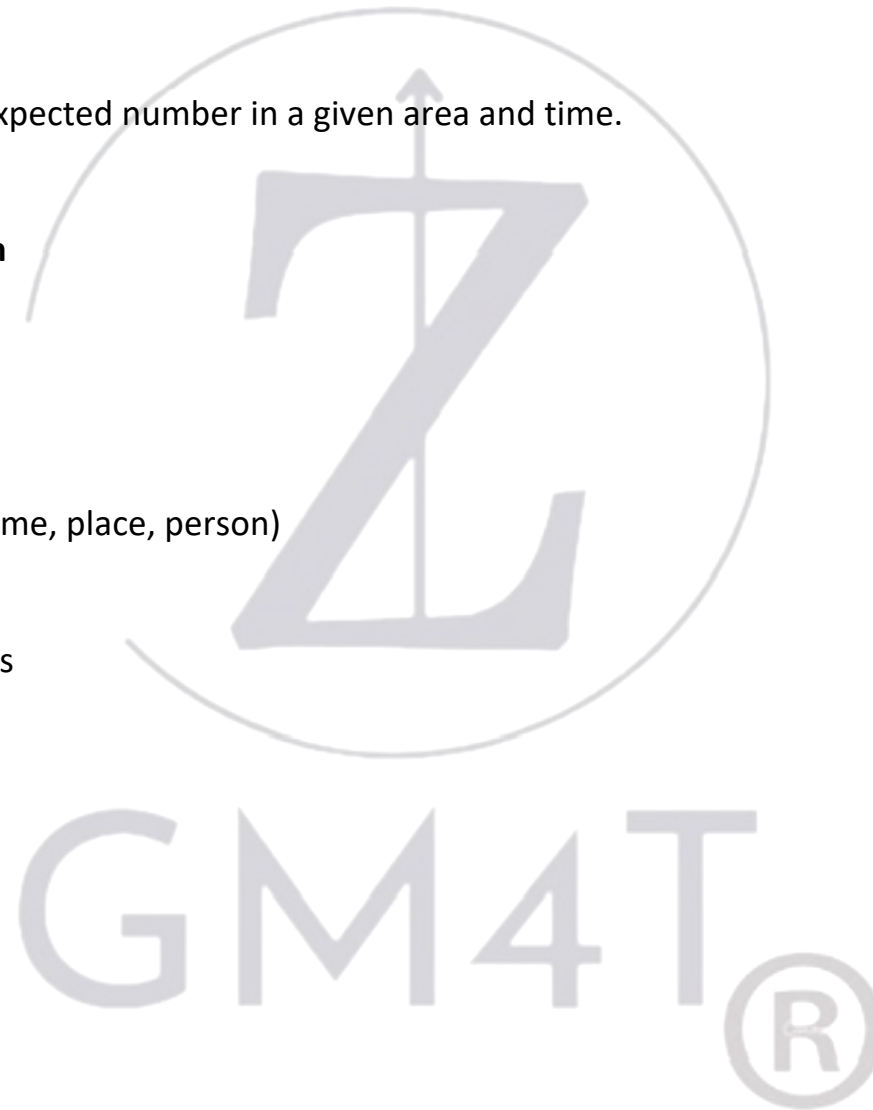 xpected number in a given area and time.
n
me, place, person)
s
Z
GM4T
R